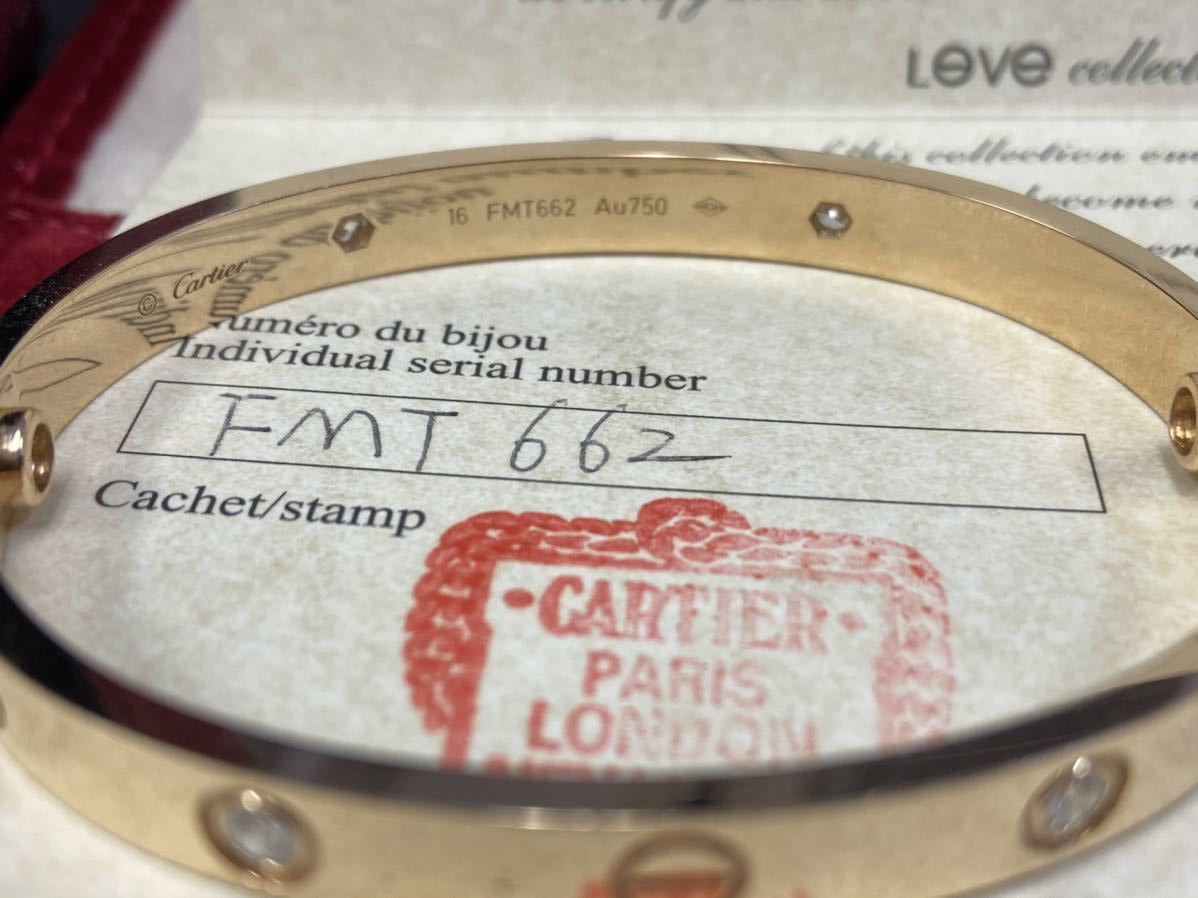 LOVE collect
this collection
become
16 FMT662 Au750
© Cartier
Numéro du bijou
Individual serial number
FMT 662
Cachet/stamp
CARTIER
PARIS
LONDON